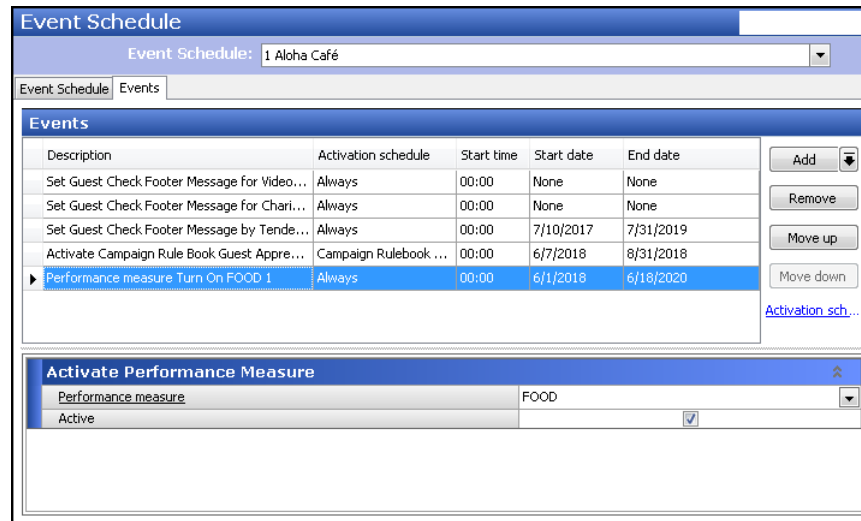 Event Schedule
Event Schedule: 1 Aloha Café
Event Schedule Events
Events
Description Activation schedule Start time Start date End date
Add
Set Guest Check Footer Message for Video... Always 00:00 None None
Set Guest Check Footer Message for Chari... Always 00:00 None None
Remove
Set Guest Check Footer Message by Tende... Always 00:00 7/10/2017 7/31/2019
Move up
Activate Campaign Rule Book Guest Appre... Campaign Rulebook ... 00:00 6/7/2018 8/31/2018
Performance measure Turn On FOOD 1 Always 00:00 6/1/2018 6/18/2020
Move down
Activation sch...
Activate Performance Measure
Performance measure FOOD
Active